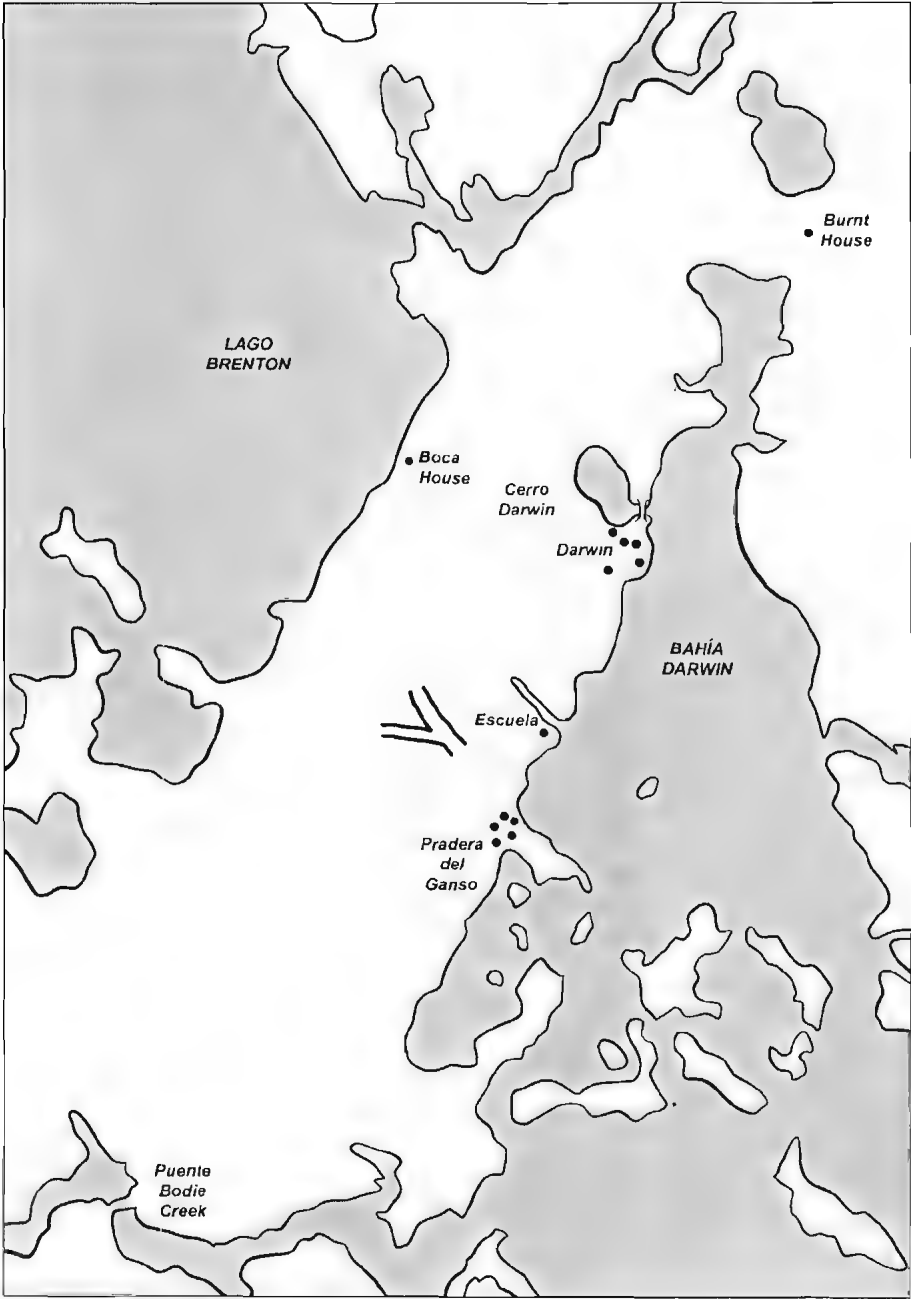 Burnt
House
LAGO
BRENTON
Boca
House
Cerro
Darwin
Darwin
BAHÍA
DARWIN
Escuela
Pradera
del
Ganso
Puente
Bodie
Creek